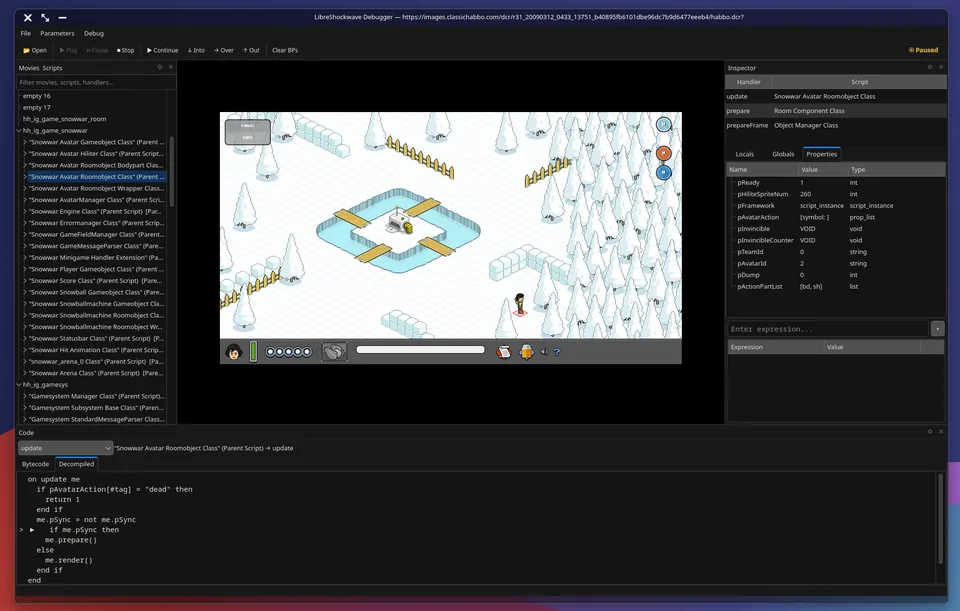 LibreShockwave Debugger — https://images.classichabbo.com/dcr/r31_20090312_0433_13751_b40895fb6101dbe96dc7b9d6477eeeb4/habbo.dcr?
File Parameters Debug
Open Play Pause Stop Continue Into Over Out Clear BPs Paused
Movies Scripts
Filter movies, scripts, handlers...
empty 16
empty 17
hh_ig_game_snowwar_room
hh_ig_game_snowwar
"Snowwar Avatar Gameobject Class" (Parent ...
"Snowwar Avatar Hiliter Class" (Parent Script...
"Snowwar Avatar Roomobject Bodypart Clas...
"Snowwar Avatar Roomobject Class" (Parent ...
"Snowwar Avatar Roomobject Wrapper Class...
"Snowwar AvatarManager Class" (Parent Scri...
"Snowwar Engine Class" (Parent Script) [Par...
"Snowwar Errormanager Class" (Parent Scrip...
"Snowwar GameFieldManager Class" (Parent...
"Snowwar GameMessageParser Class" (Pare...
"Snowwar Minigame Handler Extension" (Pa...
"Snowwar Player Gameobject Class" (Parent ...
"Snowwar Score Class" (Parent Script) [Pare...
"Snowwar Snowball Gameobject Class" (Pare...
"Snowwar Snowballmachine Gameobject Cla...
"Snowwar Snowballmachine Roomobject Cla...
"Snowwar Snowballmachine Roomobject Wr...
"Snowwar Statusbar Class" (Parent Script) [P...
"Snowwar Hit Animation Class" (Parent Scrip...
"snowwar_arena_0 Class" (Parent Script) [Pa...
"Snowwar Arena Class" (Parent Script) [Pare...
hh_ig_gamesys
"Gamesystem Manager Class" (Parent Script)...
"Gamesystem Subsystem Base Class" (Paren...
"Gamesystem StandardMessageParser Class...
?
Inspector
Handler Script
update Snowwar Avatar Roomobject Class
prepare Room Component Class
prepareFrame Object Manager Class
Locals Globals Properties
Name Value Type
pReady 1 int
pHiliteSpriteNum 260 int
pFramework script_instance script_instance
pAvatarAction [symbol: ] prop_list
pInvincible VOID void
pInvincibleCounter VOID void
pTeamId 0 string
pAvatarId 2 string
pDump 0 int
pActionPartList [bd, sh] list
Enter expression...
Expression Value
Code
update "Snowwar Avatar Roomobject Class" (Parent Script) → update
Bytecode Decompiled
on update me
if pAvatarAction[#tag] = "dead" then
return 1
end if
me.pSync = not me.pSync
> ▶ if me.pSync then
me.prepare()
else
me.render()
end if
end